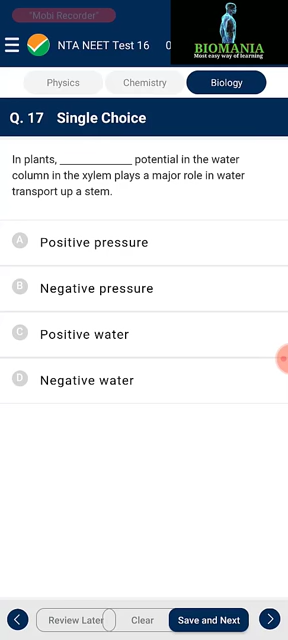 "Mobi Recorder"
NTA NEET Test 16 0
BIOMANIA
Most easy way of learning
Physics Chemistry Biology
Q. 17 Single Choice
In plants, _____________ potential in the water
column in the xylem plays a major role in water
transport up a stem.
A Positive pressure
B Negative pressure
C Positive water
D Negative water
Review Later Clear Save and Next